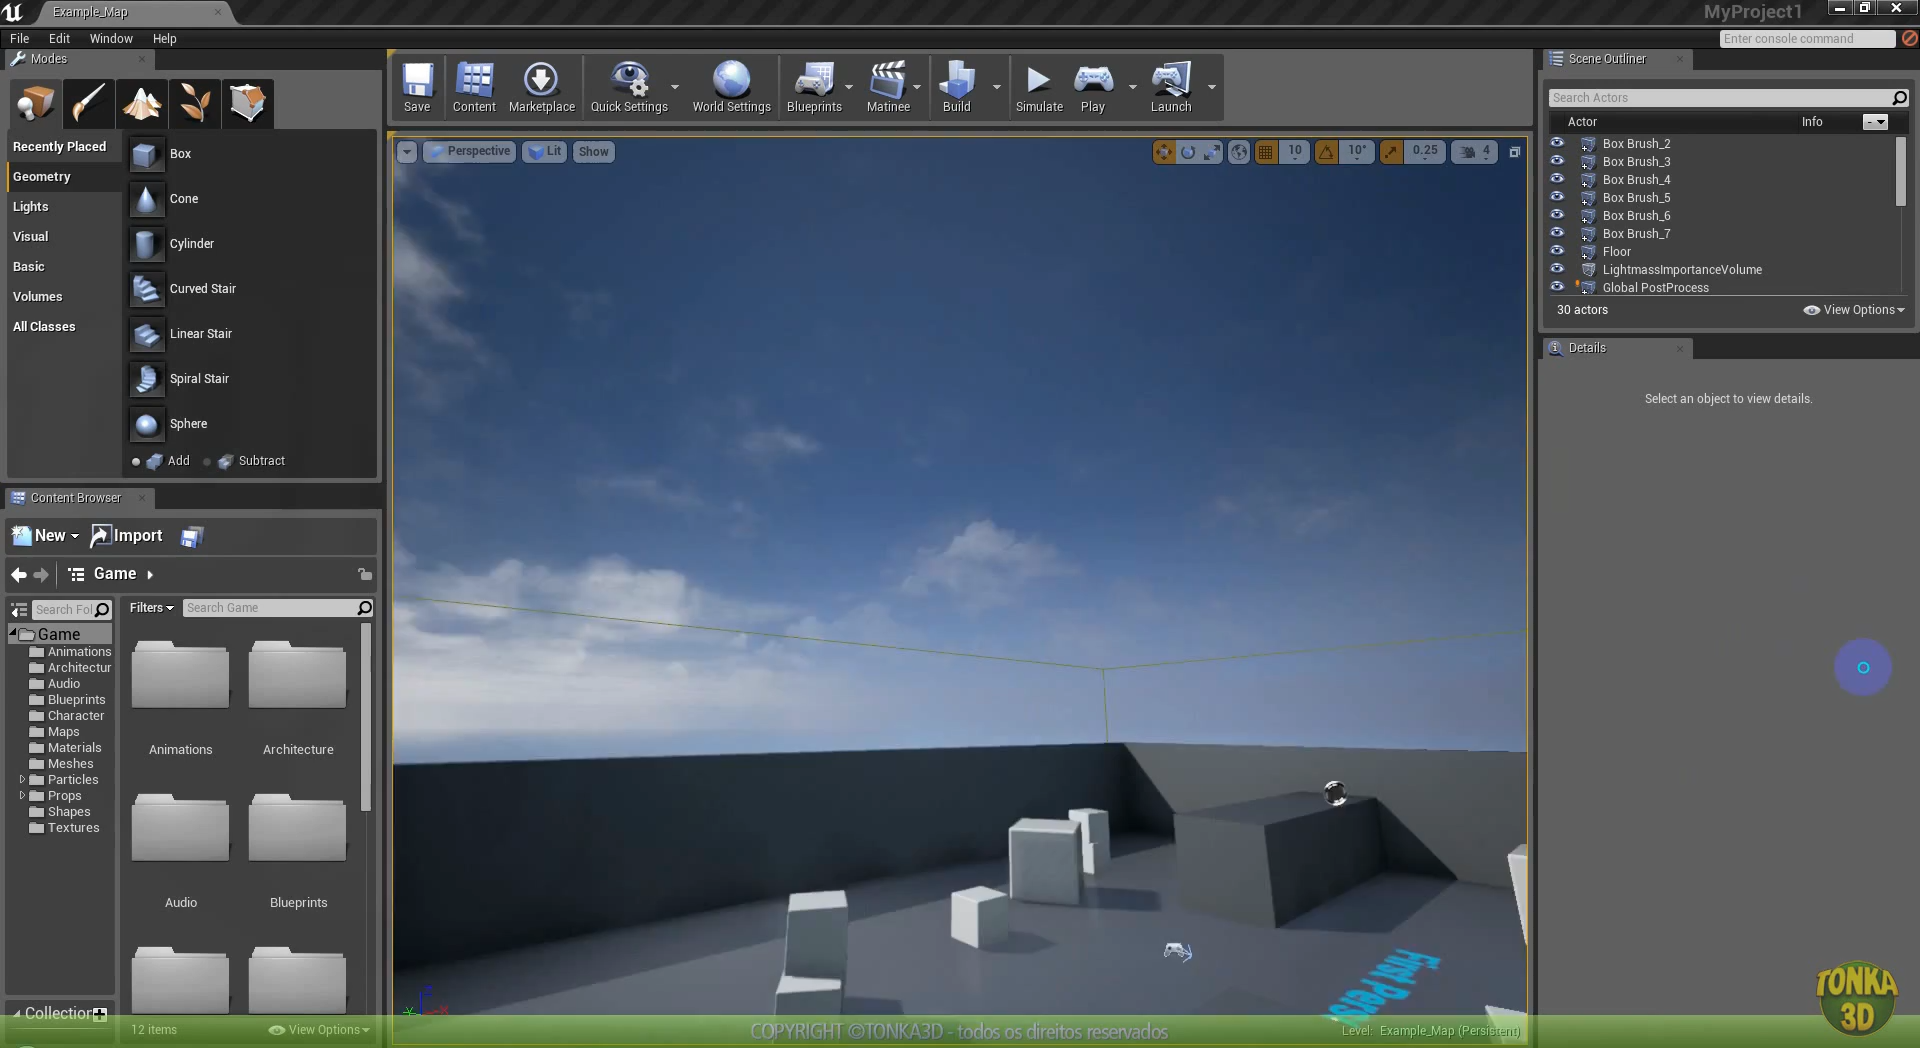 Example_Map
MyProject1
File Edit Window Help
Enter console command
Modes
Save Content Marketplace Quick Settings World Settings Blueprints Matinee Build Simulate Play Launch
Scene Outliner
Search Actors
Actor Info
Box Brush_2
Box Brush_3
Box Brush_4
Box Brush_5
Box Brush_6
Box Brush_7
Floor
LightmassImportanceVolume
Global PostProcess
30 actors View Options
Details
Select an object to view details.
Recently Placed
Geometry
Lights
Visual
Basic
Volumes
All Classes
Box
Cone
Cylinder
Curved Stair
Linear Stair
Spiral Stair
Sphere
Add Subtract
Perspective Lit Show
10 10° 0.25 4
Content Browser
New Import
Game
Search Fol
Filters Search Game
Game
Animations
Architectur
Audio
Blueprints
Character
Maps
Materials
Meshes
Particles
Props
Shapes
Textures
Animations Architecture
Audio Blueprints
Collection
12 items View Options
First Pers
COPYRIGHT ©TONKA3D - todos os direitos reservados
Level: Example_Map (Persistent)
TONKA
3D